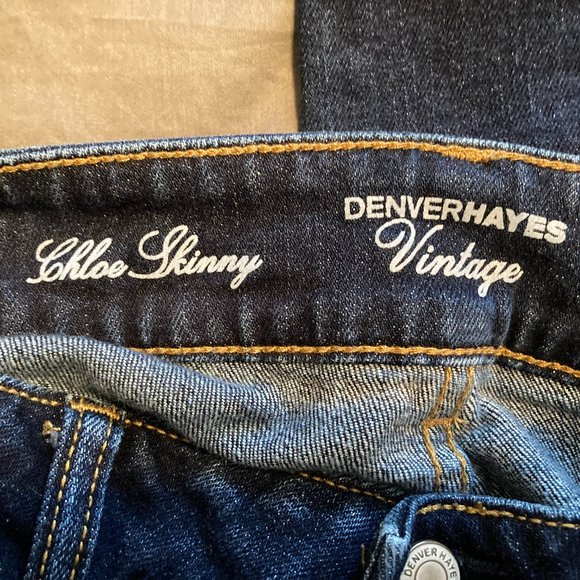 Chloe Skinny
DENVERHAYES
Vintage
DENVER HAYES